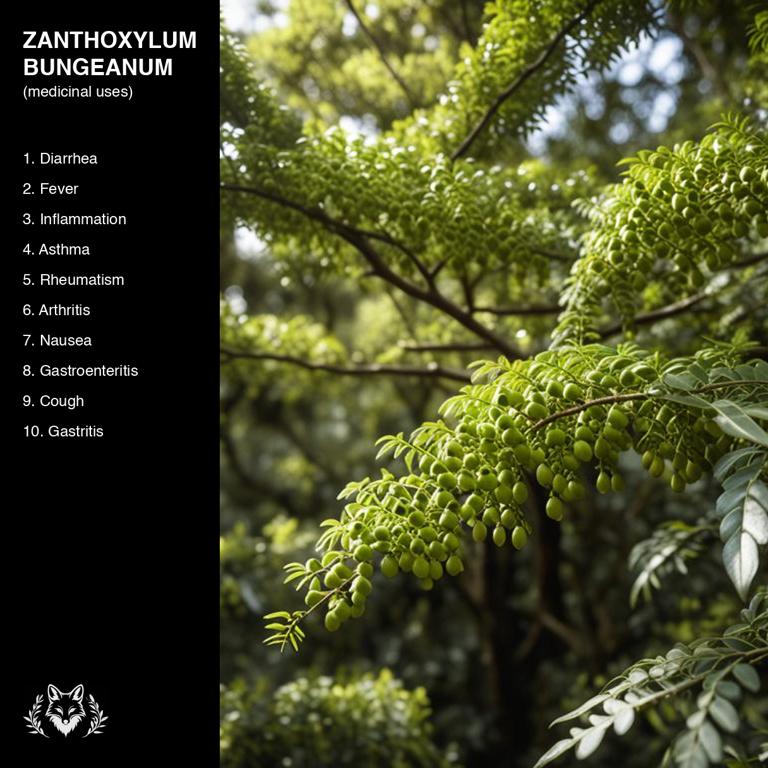 ZANTHOXYLUM
BUNGEANUM
(medicinal uses)
1. Diarrhea
2. Fever
3. Inflammation
4. Asthma
5. Rheumatism
6. Arthritis
7. Nausea
8. Gastroenteritis
9. Cough
10. Gastritis